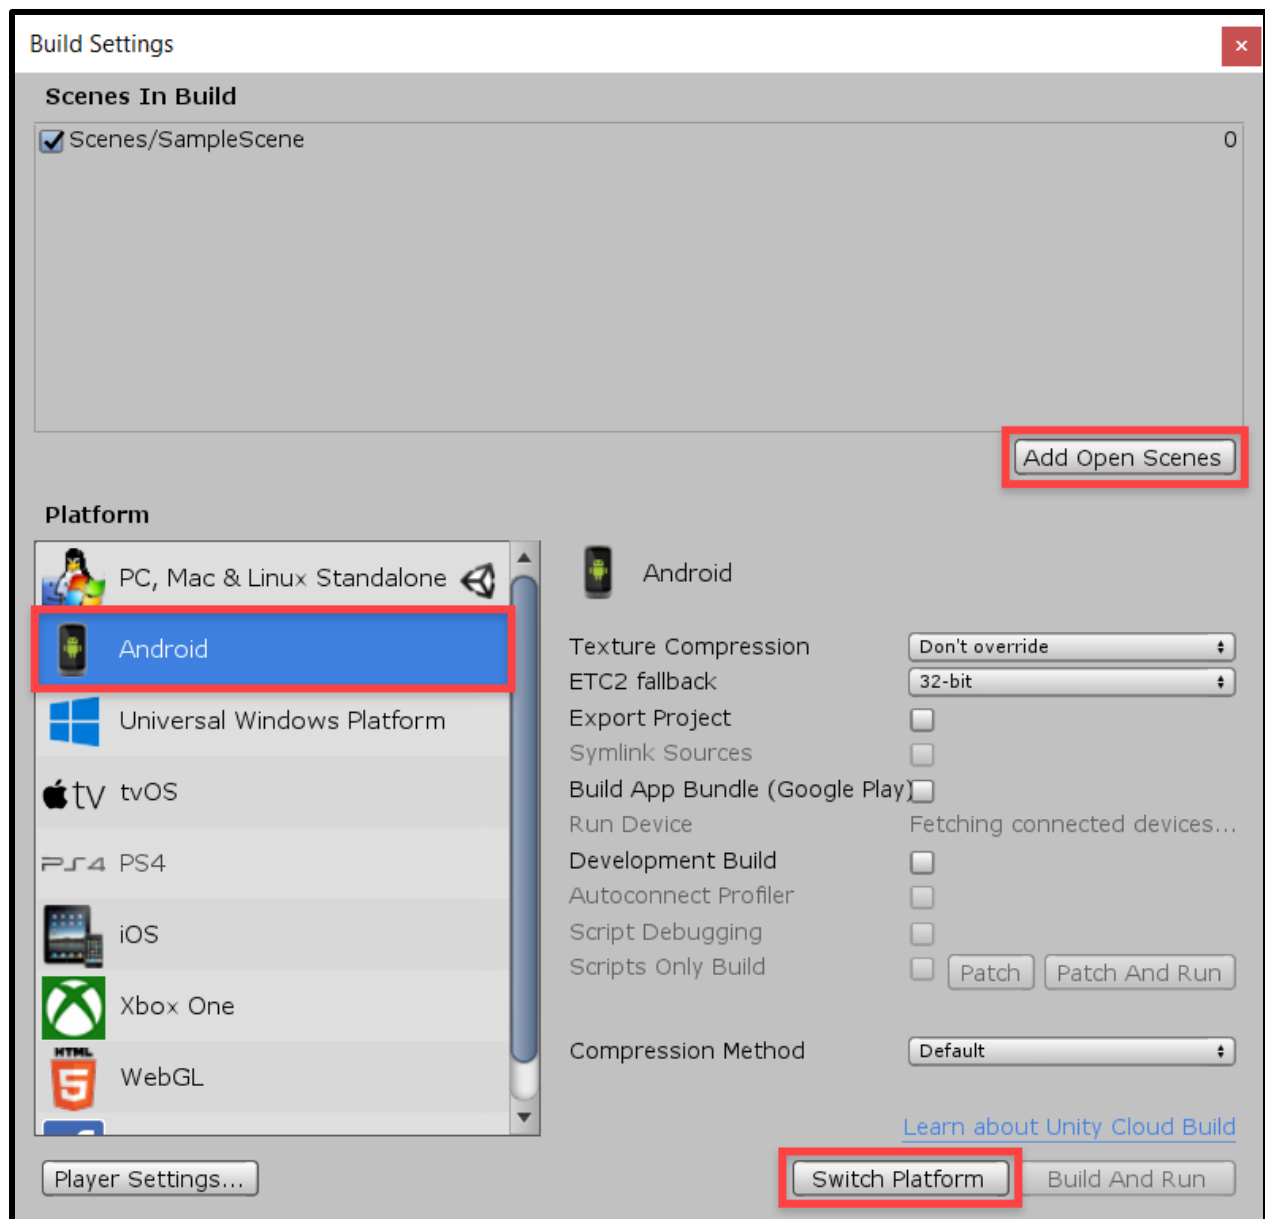 Build Settings
x
Scenes In Build
Scenes/SampleScene 0
Add Open Scenes
Platform
PC, Mac & Linux Standalone
Android
Universal Windows Platform
tv tvOS
PS4 PS4
iOS
Xbox One
HTML
5
WebGL
Android
Texture Compression Don't override
ETC2 fallback 32-bit
Export Project
Symlink Sources
Build App Bundle (Google Play)
Run Device Fetching connected devices...
Development Build
Autoconnect Profiler
Script Debugging
Scripts Only Build Patch Patch And Run
Compression Method Default
Learn about Unity Cloud Build
Player Settings... Switch Platform Build And Run